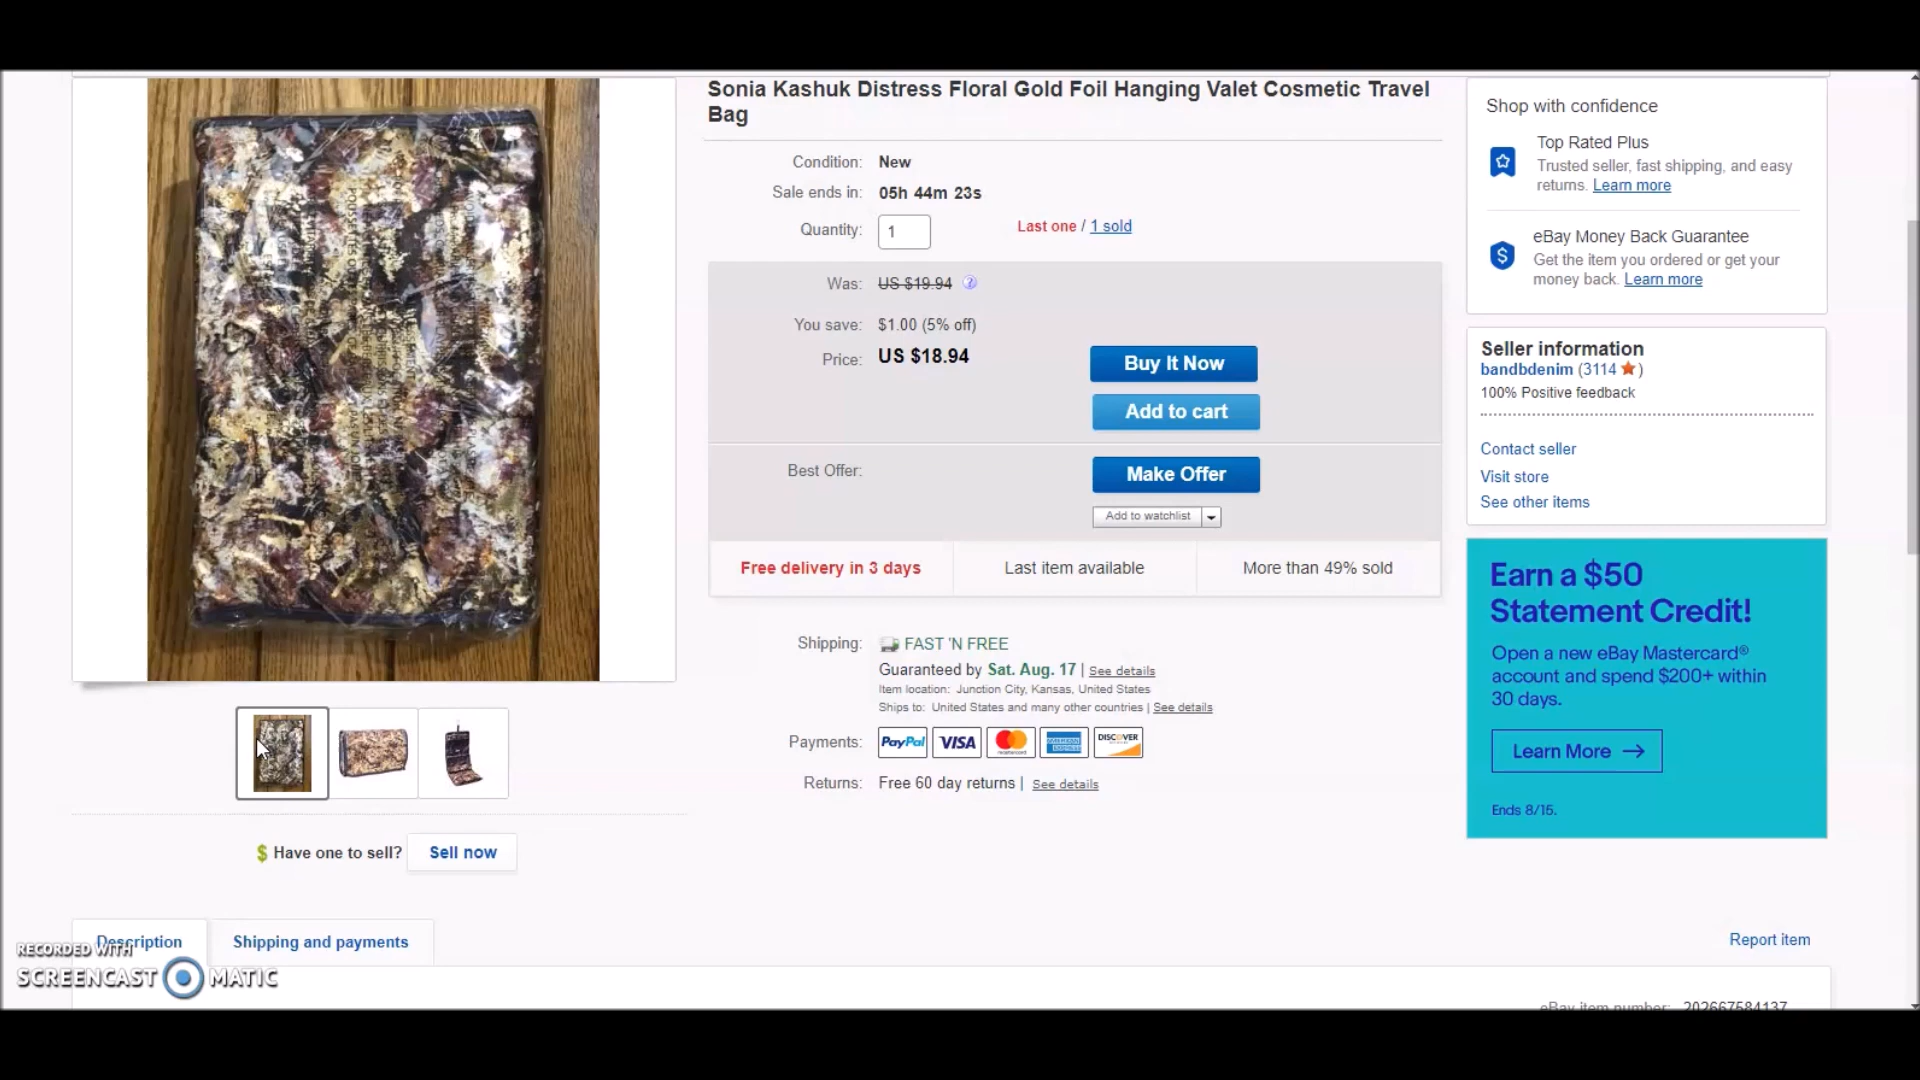 Sonia Kashuk Distress Floral Gold Foil Hanging Valet Cosmetic Travel
Bag
Condition: New
Sale ends in: 05h 44m 23s
Quantity: 1 Last one / 1 sold
Was: US $19.94
You save: $1.00 (5% off)
Price: US $18.94
Buy It Now
Add to cart
Best Offer: Make Offer
Add to watchlist
Free delivery in 3 days Last item available More than 49% sold
Shipping: FAST 'N FREE
Guaranteed by Sat. Aug. 17 | See details
Item location: Junction City, Kansas, United States
Ships to: United States and many other countries | See details
Payments: PayPal VISA mastercard AMERICAN EXPRESS DISCOVER
Returns: Free 60 day returns | See details
Shop with confidence
Top Rated Plus
Trusted seller, fast shipping, and easy
returns. Learn more
eBay Money Back Guarantee
Get the item you ordered or get your
money back. Learn more
Seller information
bandbdenim (3114 )
100% Positive feedback
Contact seller
Visit store
See other items
Earn a $50
Statement Credit!
Open a new eBay Mastercard®
account and spend $200+ within
30 days.
Learn More →
Ends 8/15.
$ Have one to sell? Sell now
Description Shipping and payments
Report item
RECORDED WITH
SCREENCAST MATIC
eBay item number: 202667584137